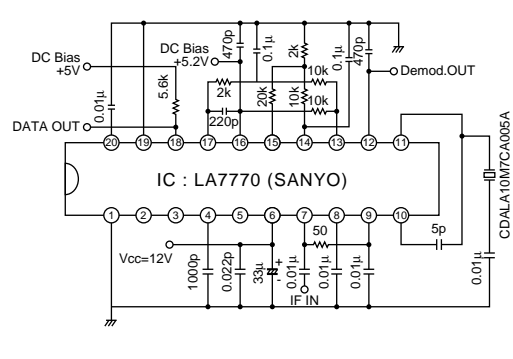 DC Bias
+5V
DC Bias
+5.2V
470p
0.1μ
2k
0.1μ
470p
Demod.OUT
0.01μ
5.6k
2k
20k
10k
10k
10k
220p
DATA OUT
20 19 18 17 16 15 14 13 12 11
IC : LA7770 (SANYO)
CDALA10M7CA005A
1 2 3 4 5 6 7 8 9 10
50
5p
Vcc=12V
1000p
0.022p
33μ
+
-
0.01μ
0.01μ
0.01μ
0.01μ
IF IN